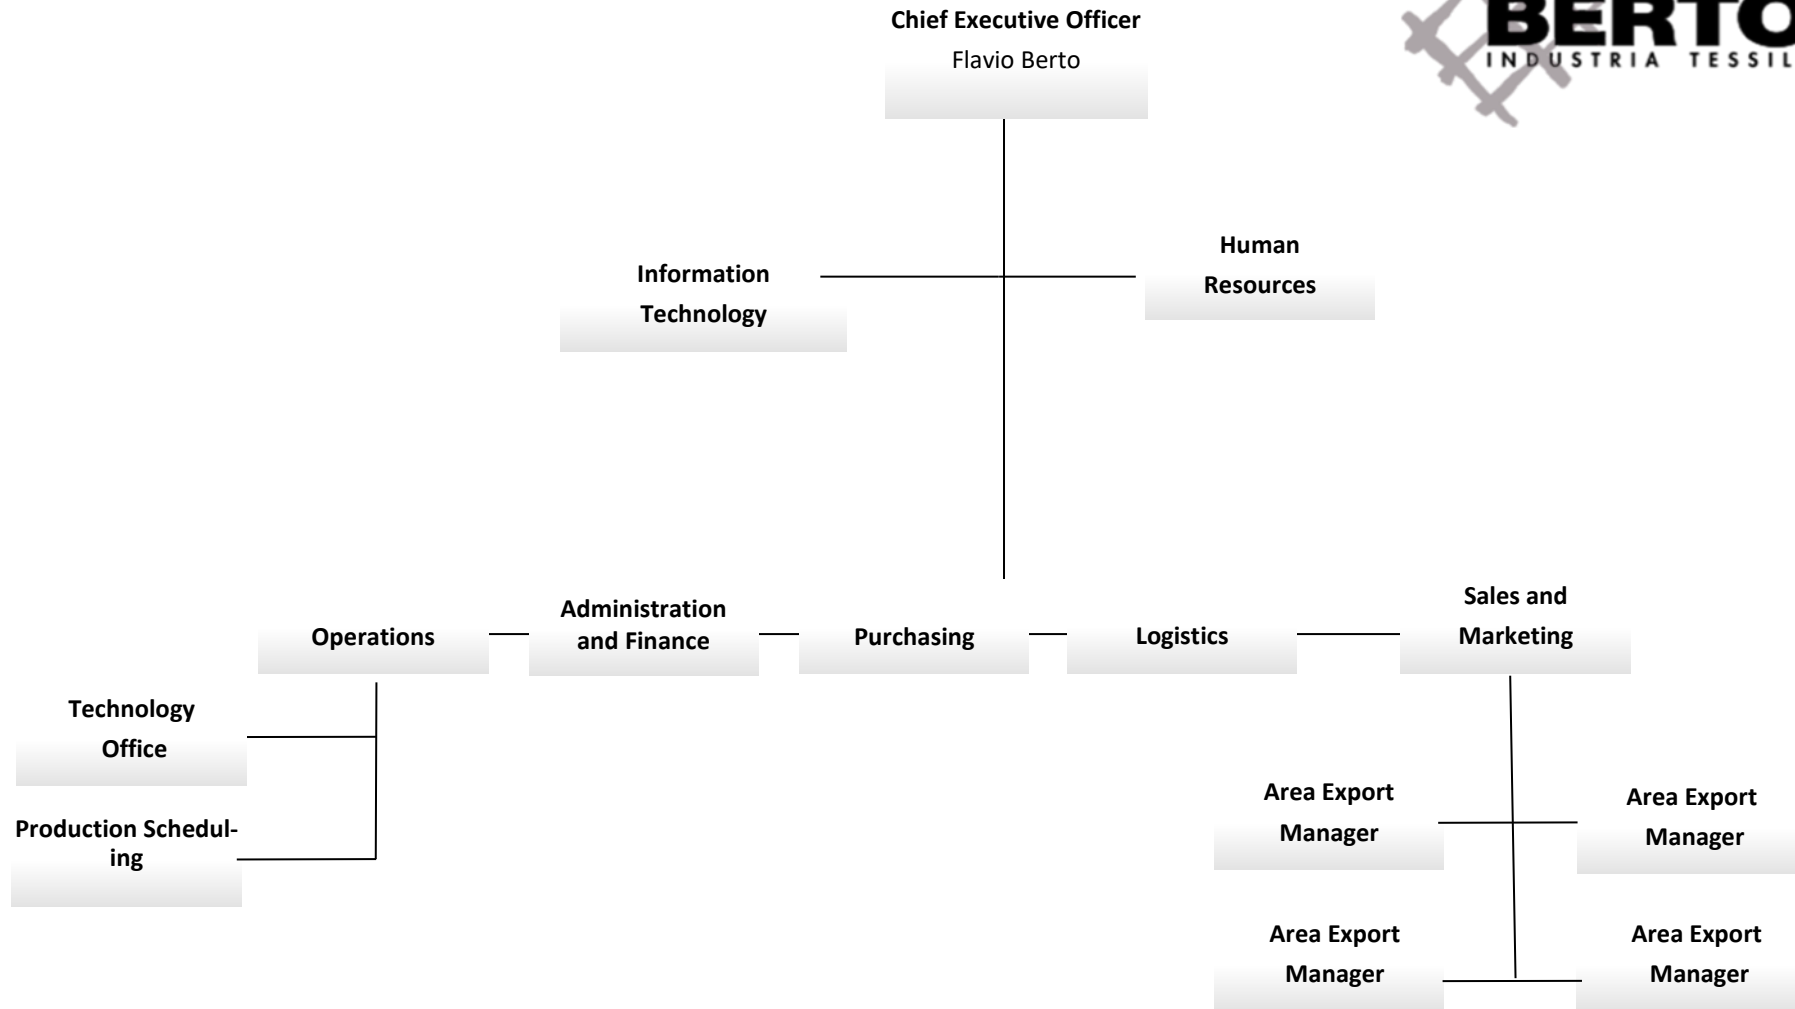 Chief Executive Officer
Flavio Berto
BERTO
INDUSTRIA TESSIL
Human
Resources
Information
Technology
Operations
Administration
and Finance
Purchasing
Logistics
Sales and
Marketing
Technology
Office
Production Schedul-
ing
Area Export
Manager
Area Export
Manager
Area Export
Manager
Area Export
Manager